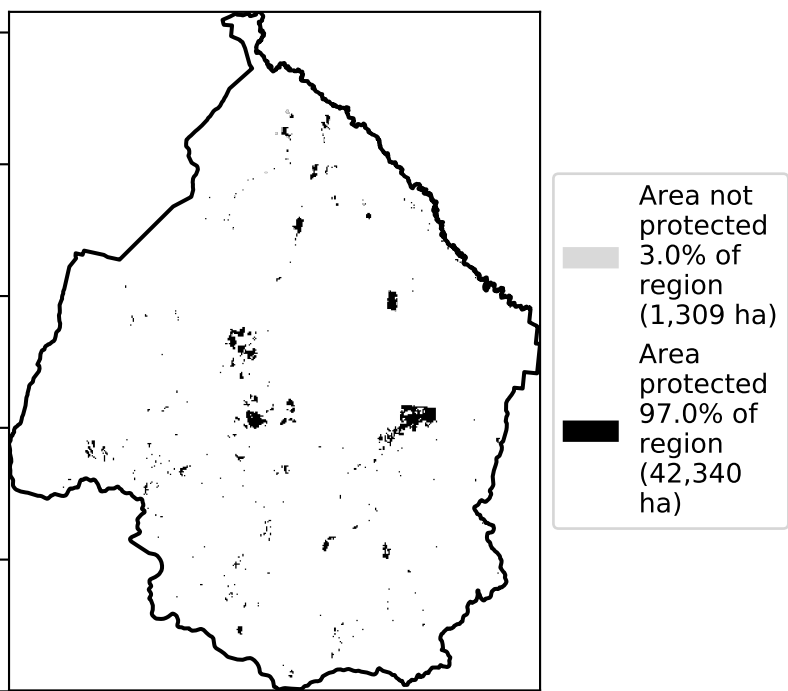 Area not
protected
3.0% of
region
(1,309 ha)
Area
protected
97.0% of
region
(42,340
ha)